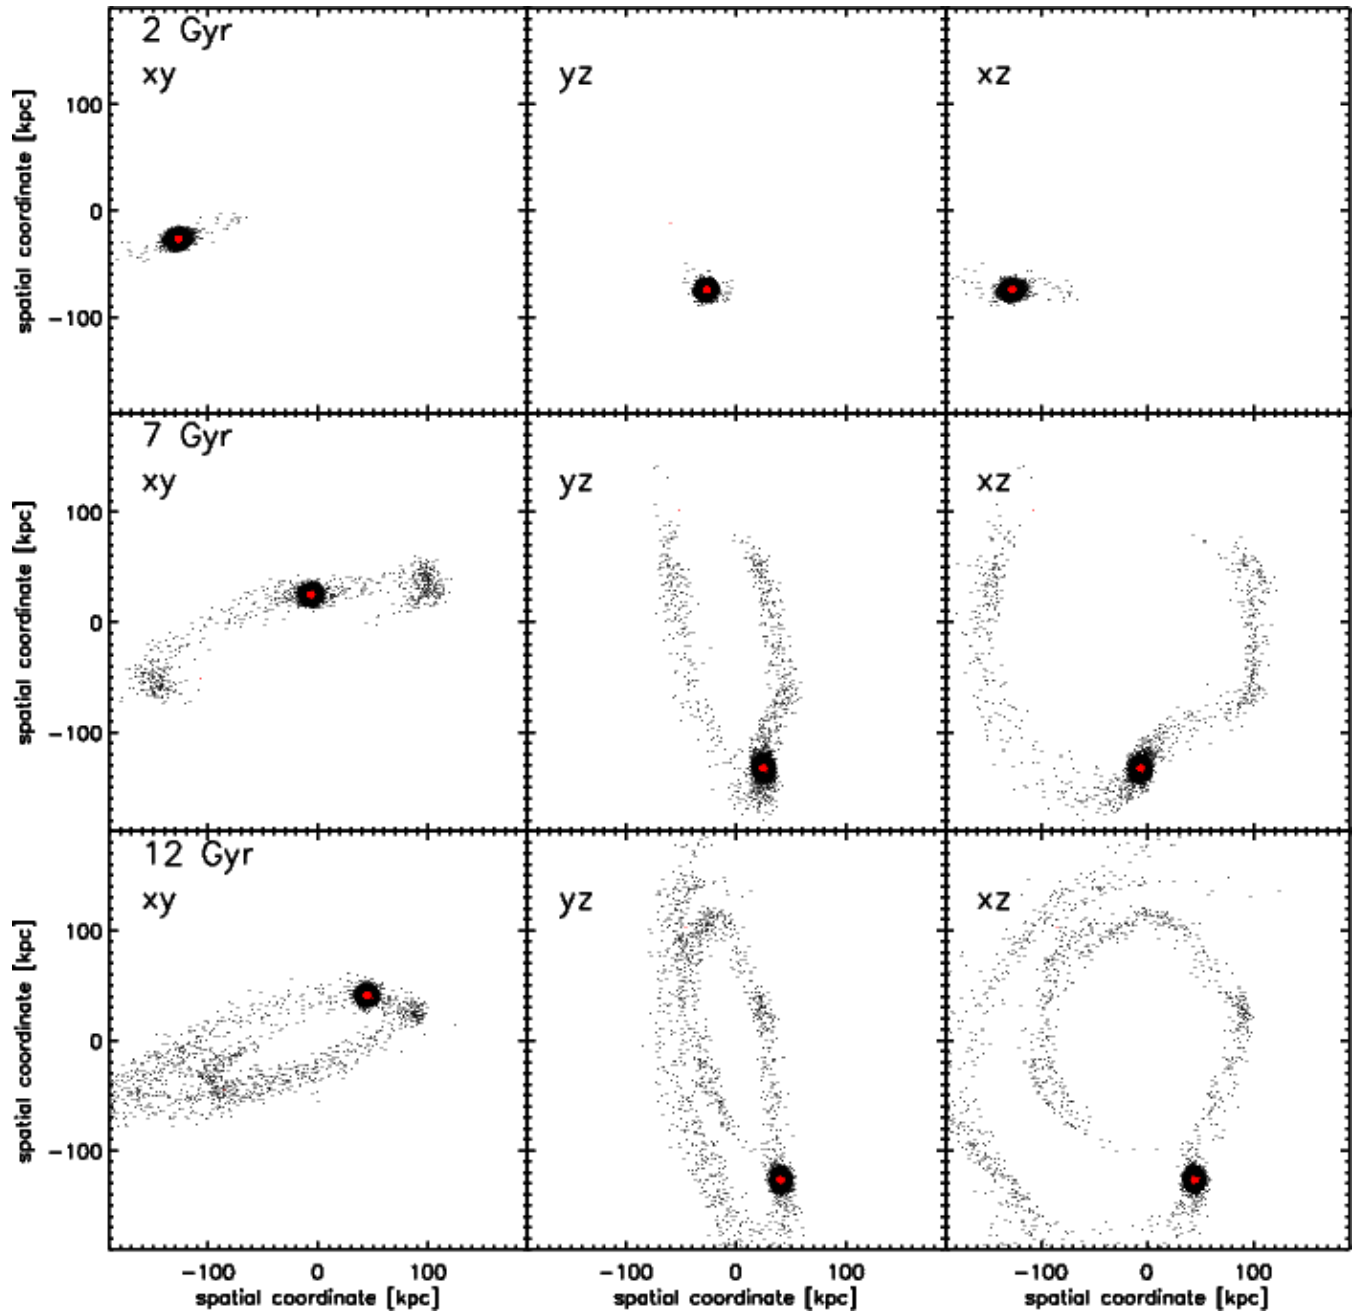 2 Gyr
xy
yz
xz
100
0
−100
spatial coordinate [kpc]
7 Gyr
xy
yz
xz
100
0
−100
spatial coordinate [kpc]
12 Gyr
xy
yz
xz
100
0
−100
spatial coordinate [kpc]
−100 0 100 −100 0 100 −100 0 100
spatial coordinate [kpc] spatial coordinate [kpc] spatial coordinate [kpc]